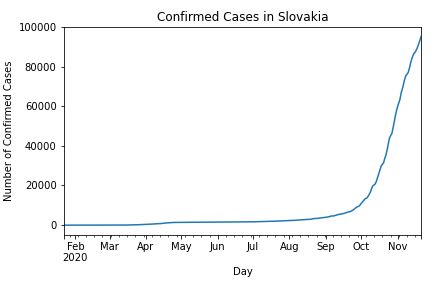 Confirmed Cases in Slovakia
100000
80000
60000
40000
20000
0
Number of Confirmed Cases
Feb Mar Apr May Jun Jul Aug Sep Oct Nov
2020
Day